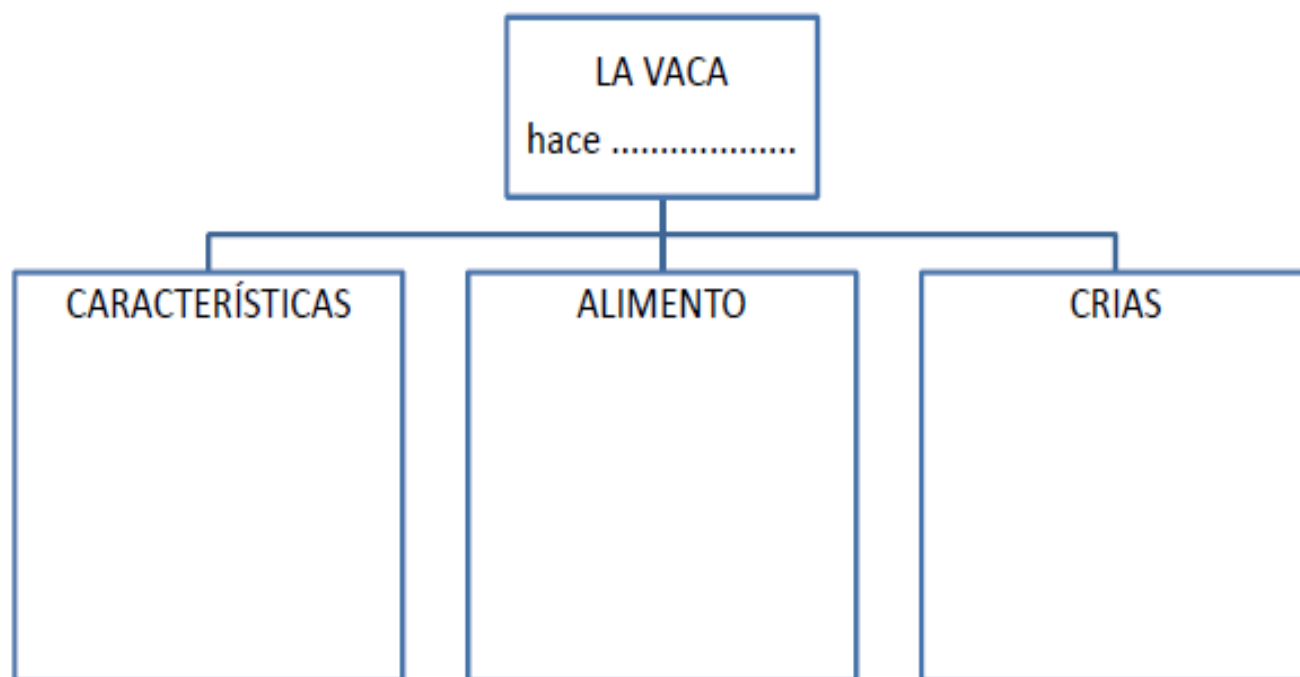 LA VACA
hace ...................
CARACTERÍSTICAS
ALIMENTO
CRIAS